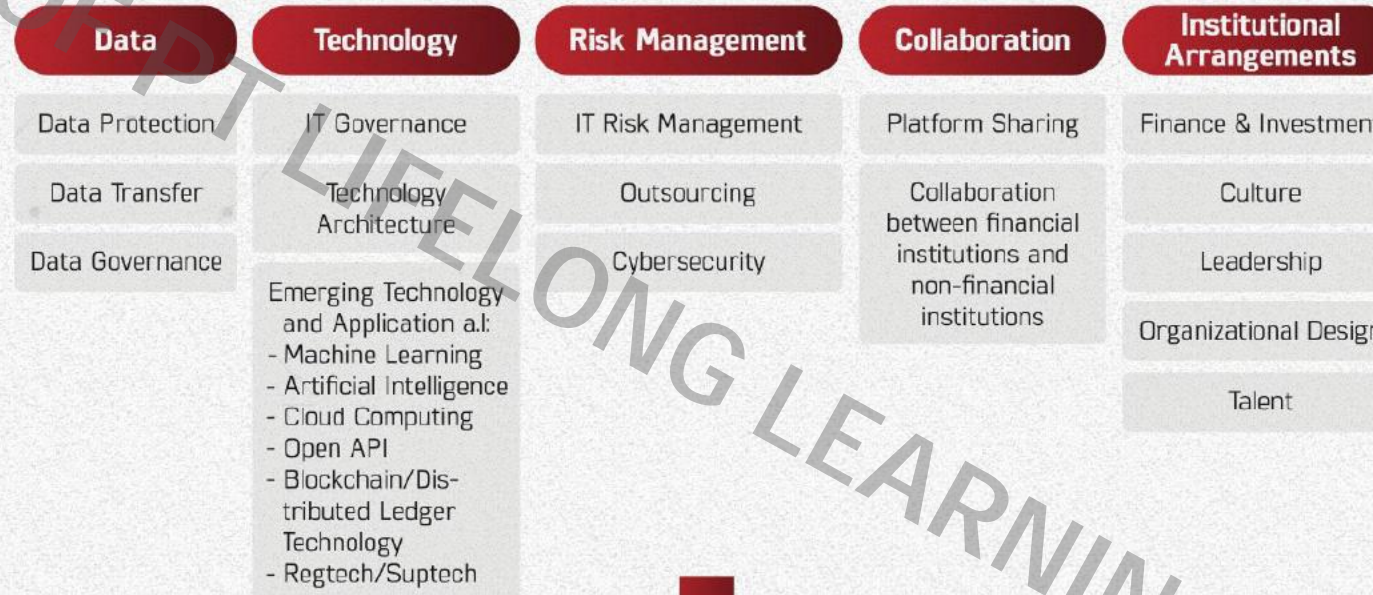 Data
Data Protection
Data Transfer
Data Governance
Technology
IT Governance
Technology
Architecture
Emerging Technology
and Application a.l:
- Machine Learning
- Artificial Intelligence
- Cloud Computing
- Open API
- Blockchain/Dis-
tributed Ledger
Technology
- Regtech/Suptech
Risk Management
IT Risk Management
Outsourcing
Cybersecurity
Collaboration
Platform Sharing
Collaboration
between financial
institutions and
non-financial
institutions
Institutional
Arrangements
Finance & Investmen
Culture
Leadership
Organizational Design
Talent
OF PT LIFELONG LEARNIN